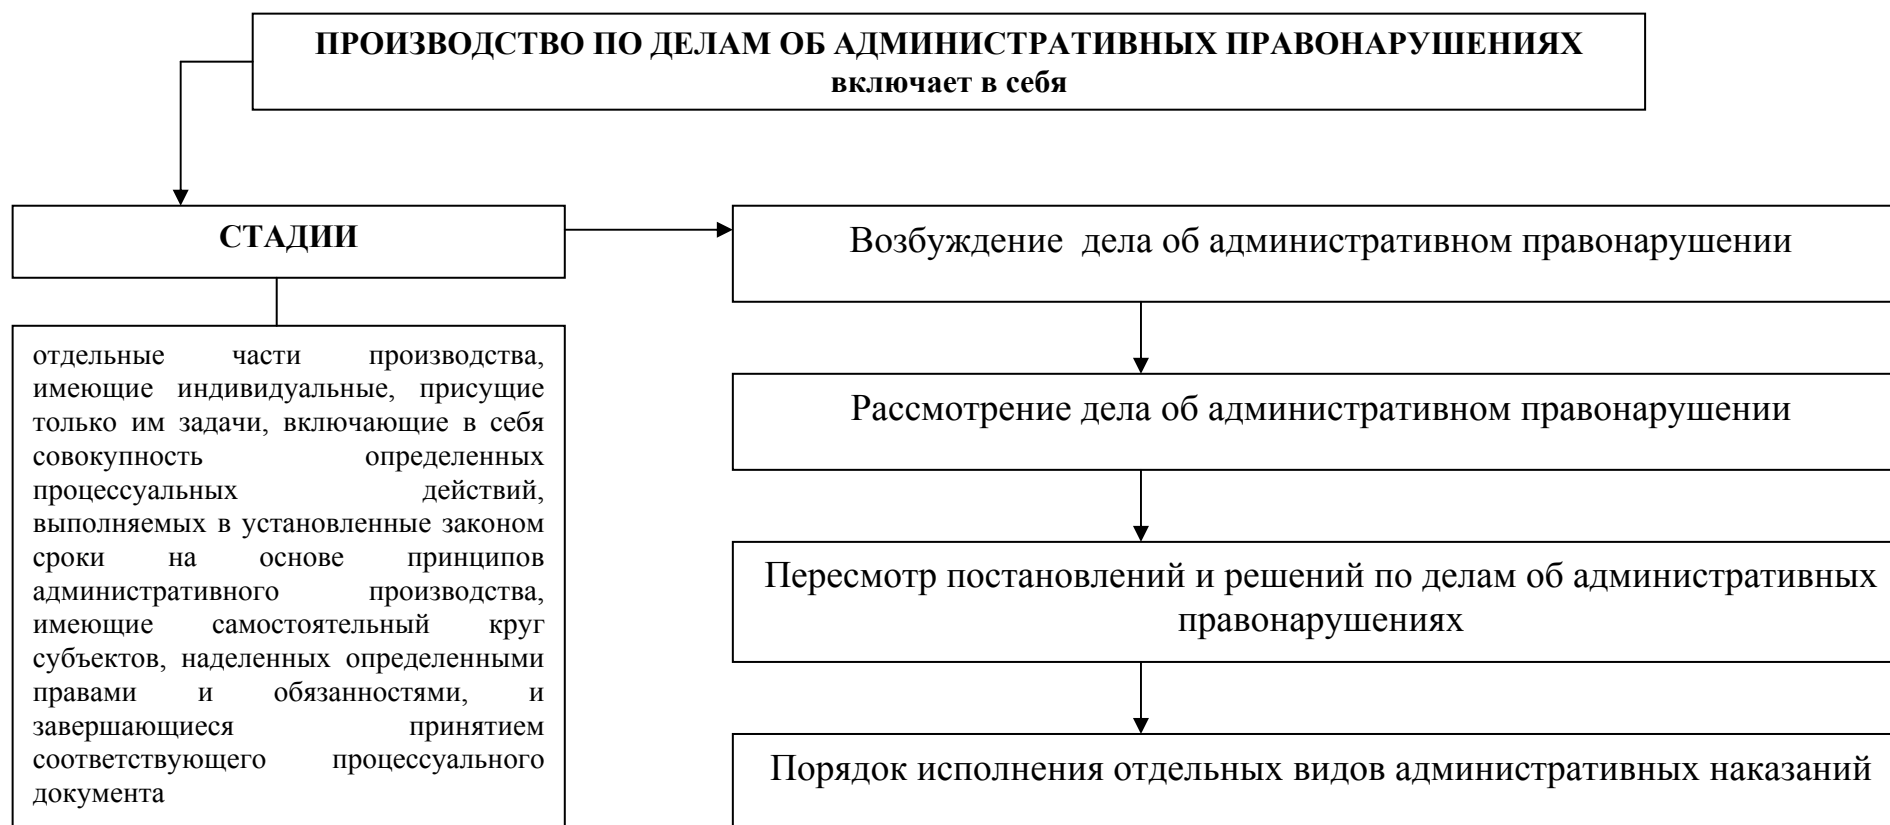 ПРОИЗВОДСТВО ПО ДЕЛАМ ОБ АДМИНИСТРАТИВНЫХ ПРАВОНАРУШЕНИЯХ
включает в себя
СТАДИИ
отдельные части производства,
имеющие индивидуальные, присущие
только им задачи, включающие в себя
совокупность определенных
процессуальных действий,
выполняемых в установленные законом
сроки на основе принципов
административного производства,
имеющие самостоятельный круг
субъектов, наделенных определенными
правами и обязанностями, и
завершающиеся принятием
соответствующего процессуального
документа
Возбуждение дела об административном правонарушении
Рассмотрение дела об административном правонарушении
Пересмотр постановлений и решений по делам об административных
правонарушениях
Порядок исполнения отдельных видов административных наказаний